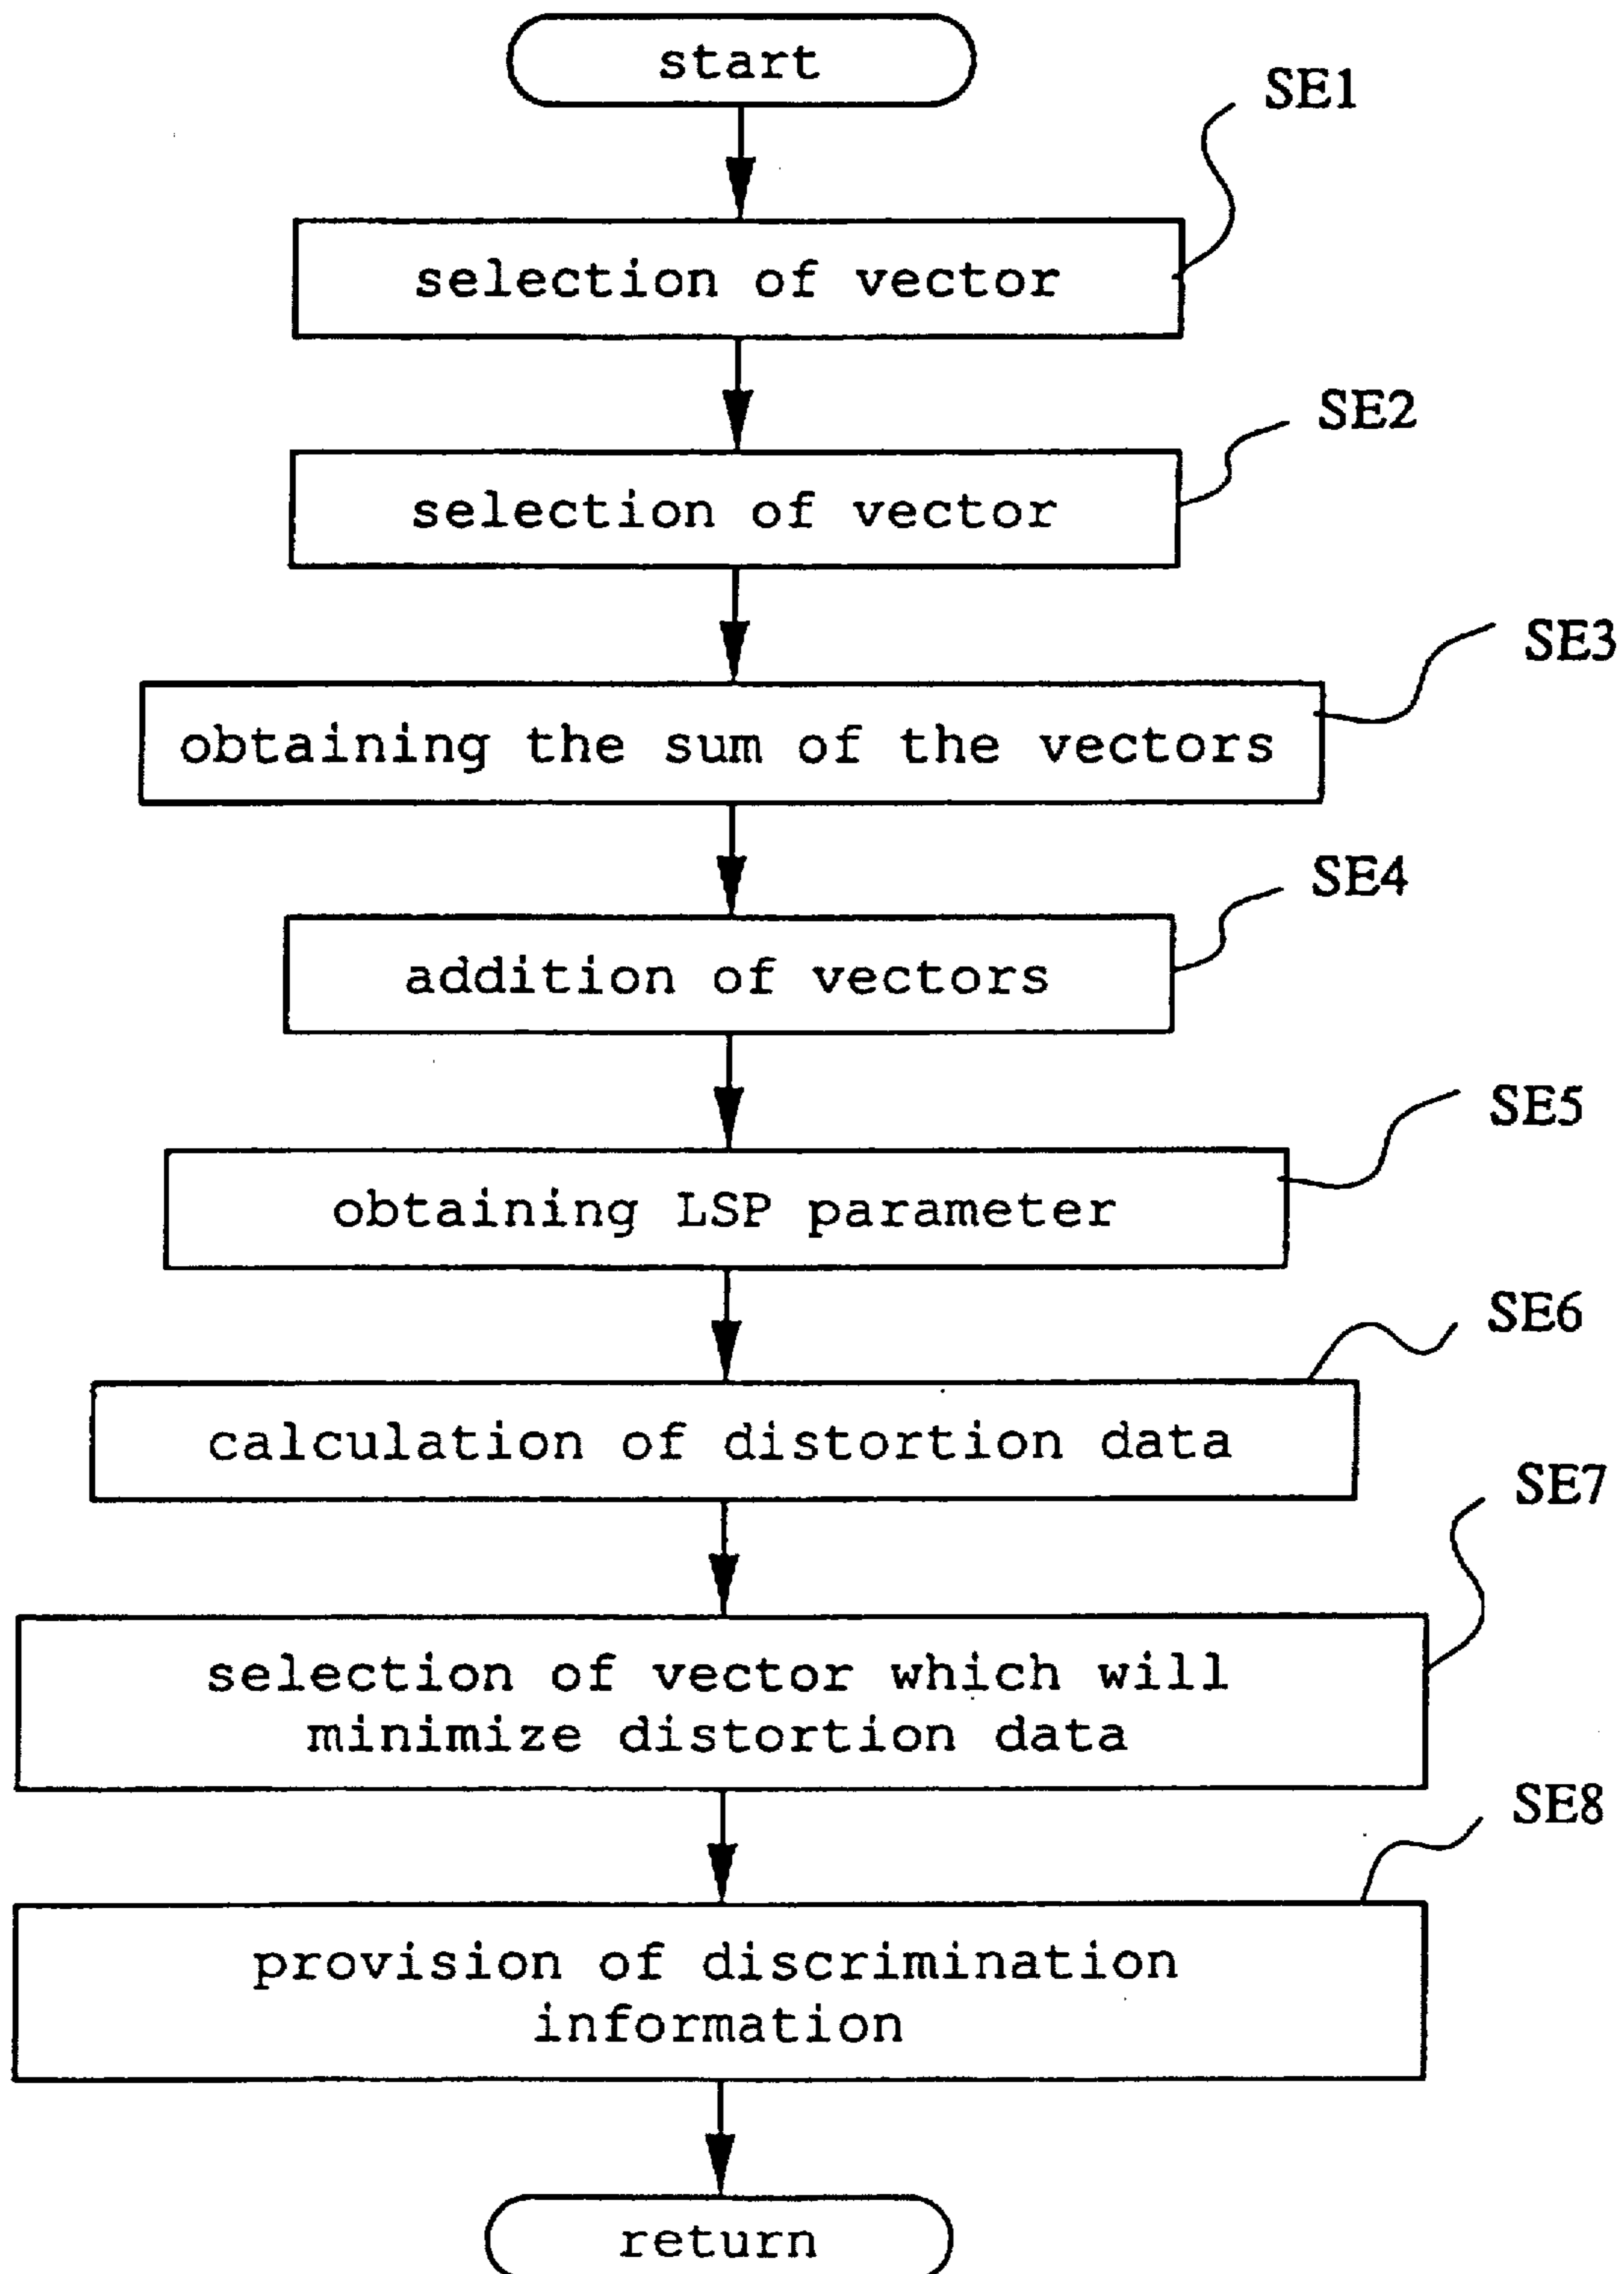 start
SE1
selection of vector
SE2
selection of vector
SE3
obtaining the sum of the vectors
SE4
addition of vectors
SE5
obtaining LSP parameter
SE6
calculation of distortion data
SE7
selection of vector which will
minimize distortion data
SE8
provision of discrimination
information
return